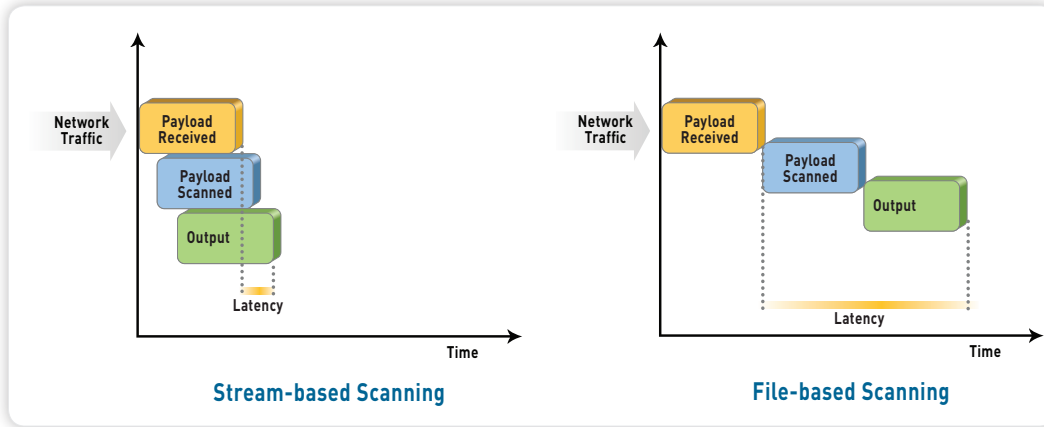 Network
Traffic
Payload
Received
Payload
Scanned
Output
Latency
Time
Stream-based Scanning
Network
Traffic
Payload
Received
Payload
Scanned
Output
Latency
Time
File-based Scanning